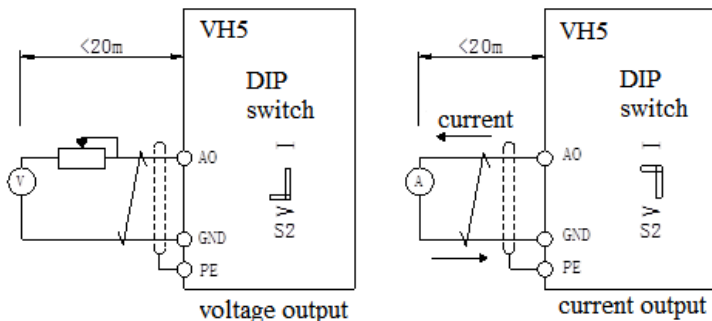 VH5
<20m
DIP
switch
I
AO
V
V
S2
GND
PE
voltage output
VH5
<20m
DIP
switch
current
I
AO
A
V
S2
GND
PE
current output